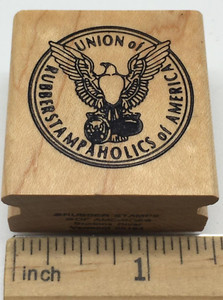 UNION of
RUBBERSTAMPAHOLICS of AMERICA
inch
1